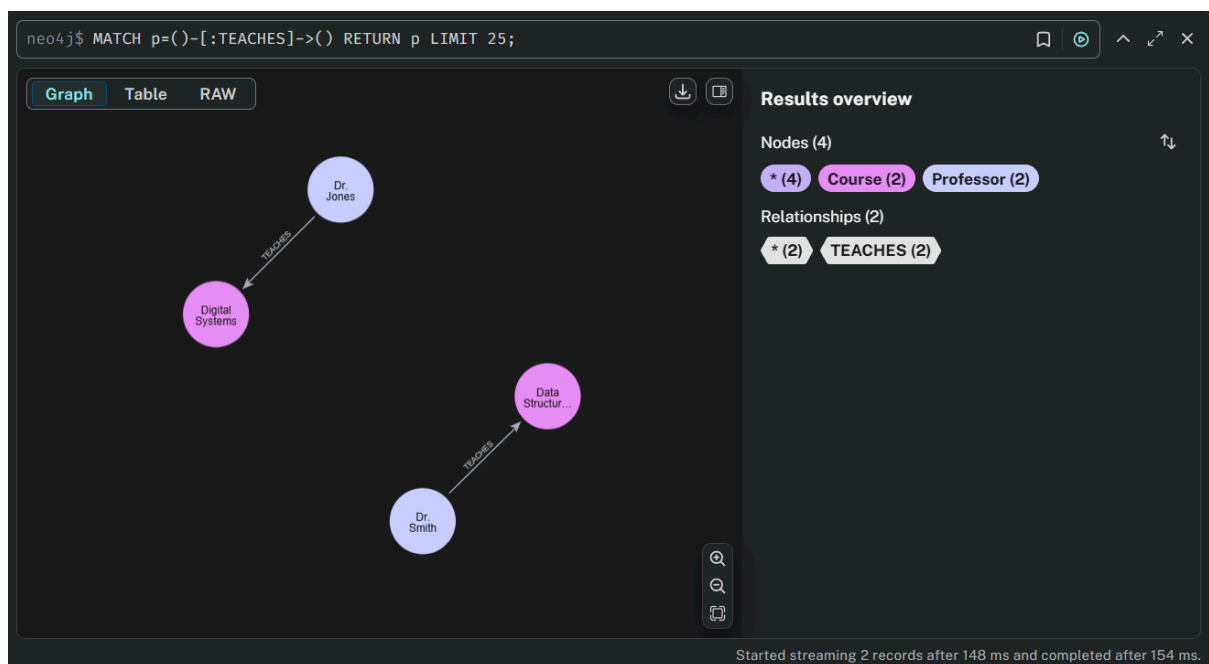 neo4j$ MATCH p=()-[:TEACHES]->() RETURN p LIMIT 25;
Graph Table RAW
Results overview
Nodes (4)
* (4) Course (2) Professor (2)
Relationships (2)
* (2) TEACHES (2)
Dr.
Jones
TEACHES
Digital
Systems
Data
Structur...
TEACHES
Dr.
Smith
Started streaming 2 records after 148 ms and completed after 154 ms.